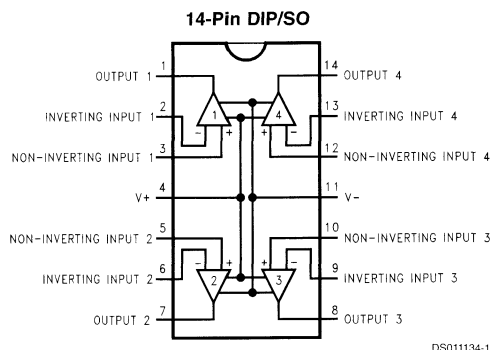 14-Pin DIP/SO
1
OUTPUT 1
2
INVERTING INPUT 1
3
NON-INVERTING INPUT 1
4
V+
5
NON-INVERTING INPUT 2
6
INVERTING INPUT 2
7
OUTPUT 2
14
OUTPUT 4
13
INVERTING INPUT 4
12
NON-INVERTING INPUT 4
11
V-
10
NON-INVERTING INPUT 3
9
INVERTING INPUT 3
8
OUTPUT 3
1
- +
4
+ -
2
- +
3
+ -
DS011134-1